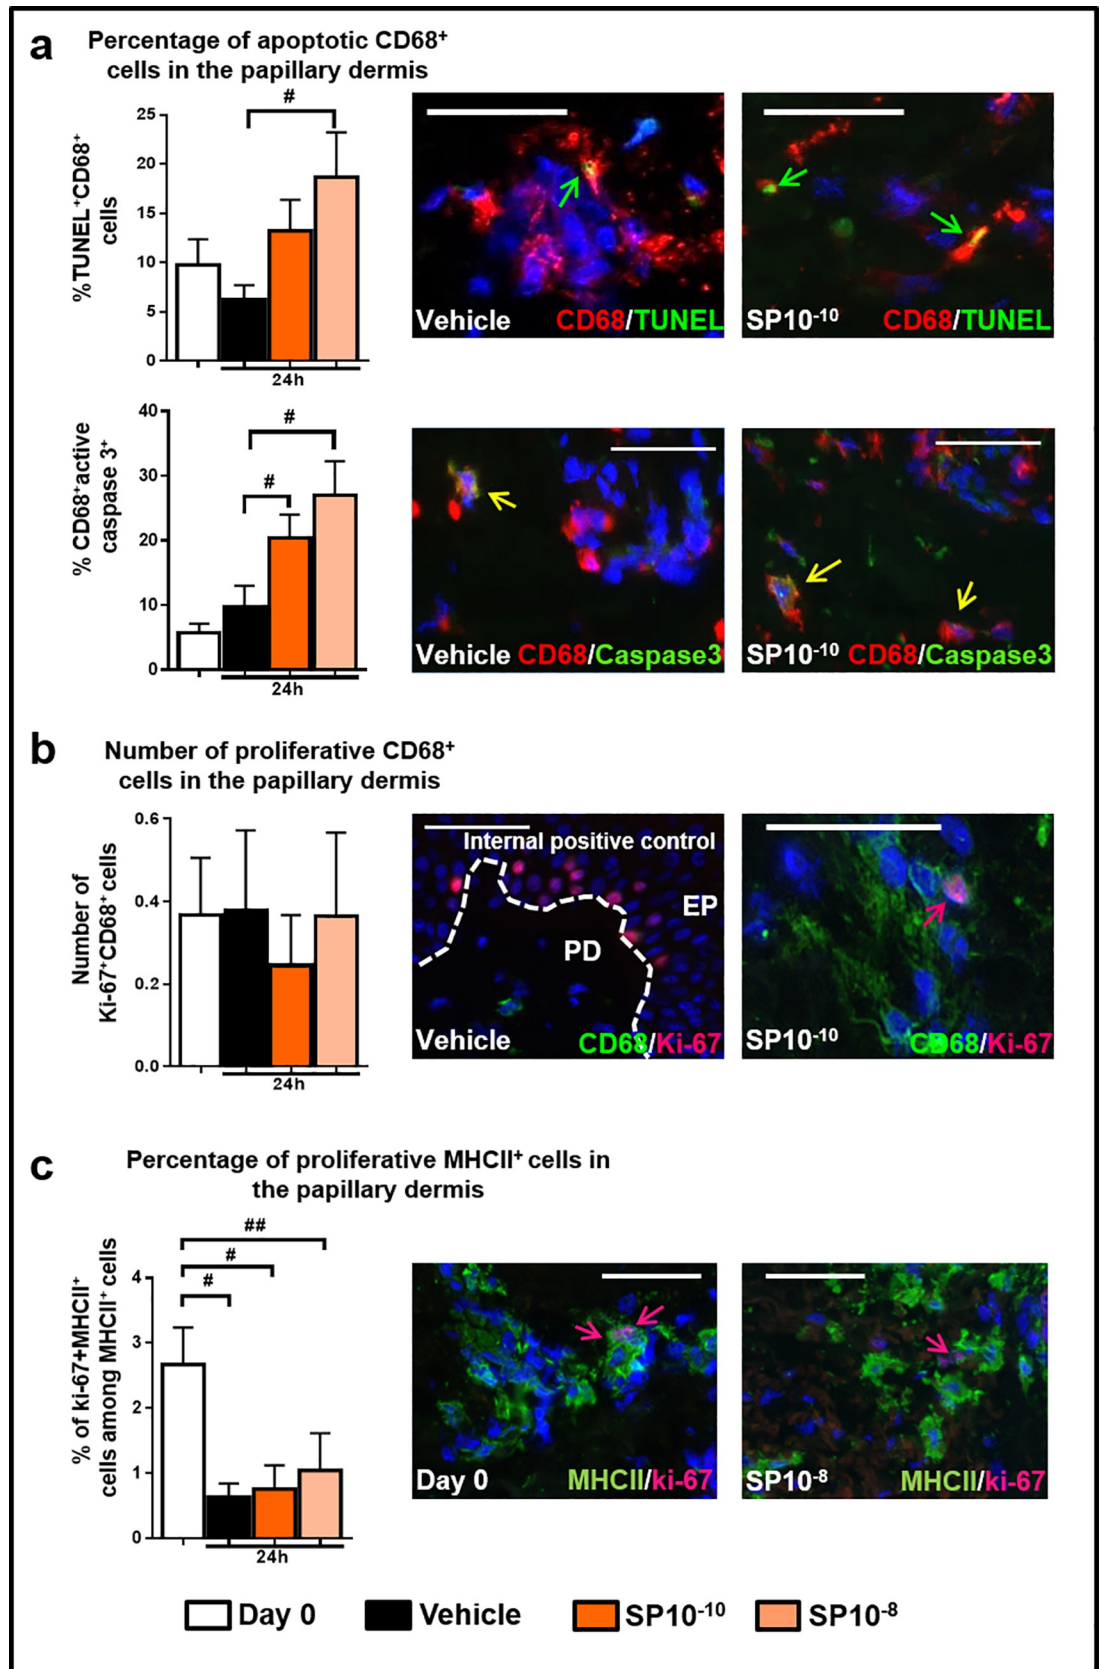 a
Percentage of apoptotic CD68⁺
cells in the papillary dermis
#
% TUNEL⁺CD68⁺
cells
25
20
15
10
5
0
24h
Vehicle CD68/TUNEL
SP10⁻¹⁰ CD68/TUNEL
#
#
% CD68⁺active
caspase 3⁺
40
30
20
10
0
24h
Vehicle CD68/Caspase3
SP10⁻¹⁰ CD68/Caspase3
b
Number of proliferative CD68⁺
cells in the papillary dermis
Number of
Ki-67⁺CD68⁺ cells
0.6
0.4
0.2
0.0
24h
Internal positive control
EP
PD
Vehicle CD68/Ki-67
SP10⁻¹⁰ CD68/Ki-67
c
Percentage of proliferative MHCII⁺ cells in
the papillary dermis
##
#
#
% of ki-67+MHCII⁺
cells among MHCII⁺ cells
4
3
2
1
0
24h
Day 0 MHCII/ki-67
SP10⁻⁸ MHCII/ki-67
Day 0 Vehicle SP10⁻¹⁰ SP10⁻⁸